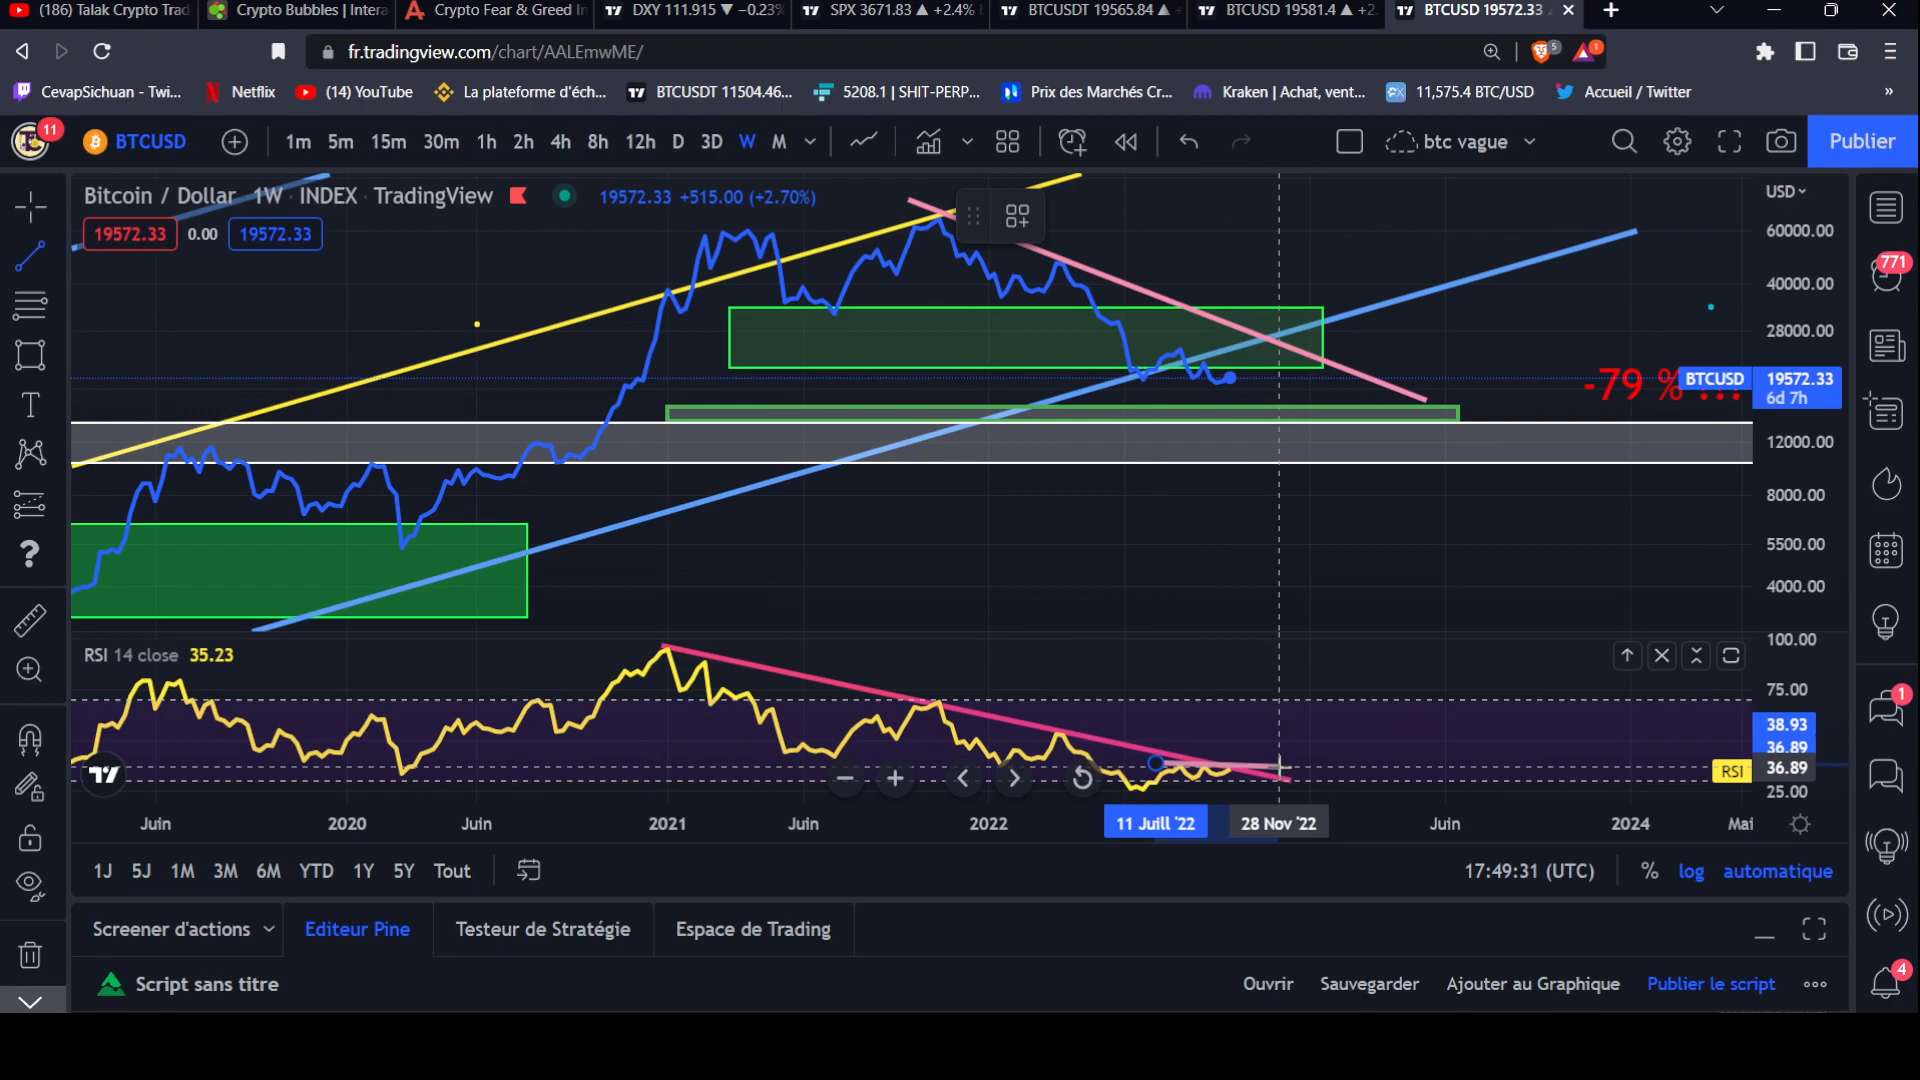 (186) Talak Crypto Trad
Crypto Bubbles | Intera
Crypto Fear & Greed In
DXY 111.915 ▼ −0.23%
SPX 3671.83 ▲ +2.4%
BTCUSDT 19565.84 ▲
BTCUSD 19581.4 ▲ +2
BTCUSD 19572.33
fr.tradingview.com/chart/AALEmwME/
5
1
CevapSichuan - Twi...
Netflix
(14) YouTube
La plateforme d'éch...
BTCUSDT 11504.46...
5208.1 | SHIT-PERP...
Prix des Marchés Cr...
Kraken | Achat, vent...
11,575.4 BTC/USD
Accueil / Twitter
»
11
BTCUSD
1m 5m 15m 30m 1h 2h 4h 8h 12h D 3D W M
btc vague
Publier
Bitcoin / Dollar · 1W · INDEX · TradingView
19572.33 +515.00 (+2.70%)
19572.33 0.00 19572.33
USD
60000.00
40000.00
28000.00
-79 % ...
BTCUSD 19572.33
6d 7h
12000.00
8000.00
5500.00
4000.00
771
RSI 14 close 35.23
100.00
75.00
38.93
36.89
RSI 36.89
25.00
1
4
Juin 2020 Juin 2021 Juin 2022 11 Juill '22 28 Nov '22 Juin 2024 Mai
1J 5J 1M 3M 6M YTD 1Y 5Y Tout
17:49:31 (UTC) % log automatique
Screener d'actions
Editeur Pine
Testeur de Stratégie
Espace de Trading
Script sans titre
Ouvrir
Sauvegarder
Ajouter au Graphique
Publier le script